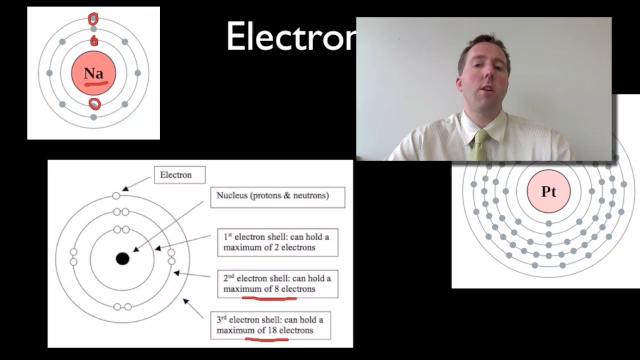 Electron
Na
Pt
Electron
Nucleus (protons & neutrons)
1st electron shell: can hold a
maximum of 2 electrons
2nd electron shell: can hold a
maximum of 8 electrons
3rd electron shell: can hold a
maximum of 18 electrons